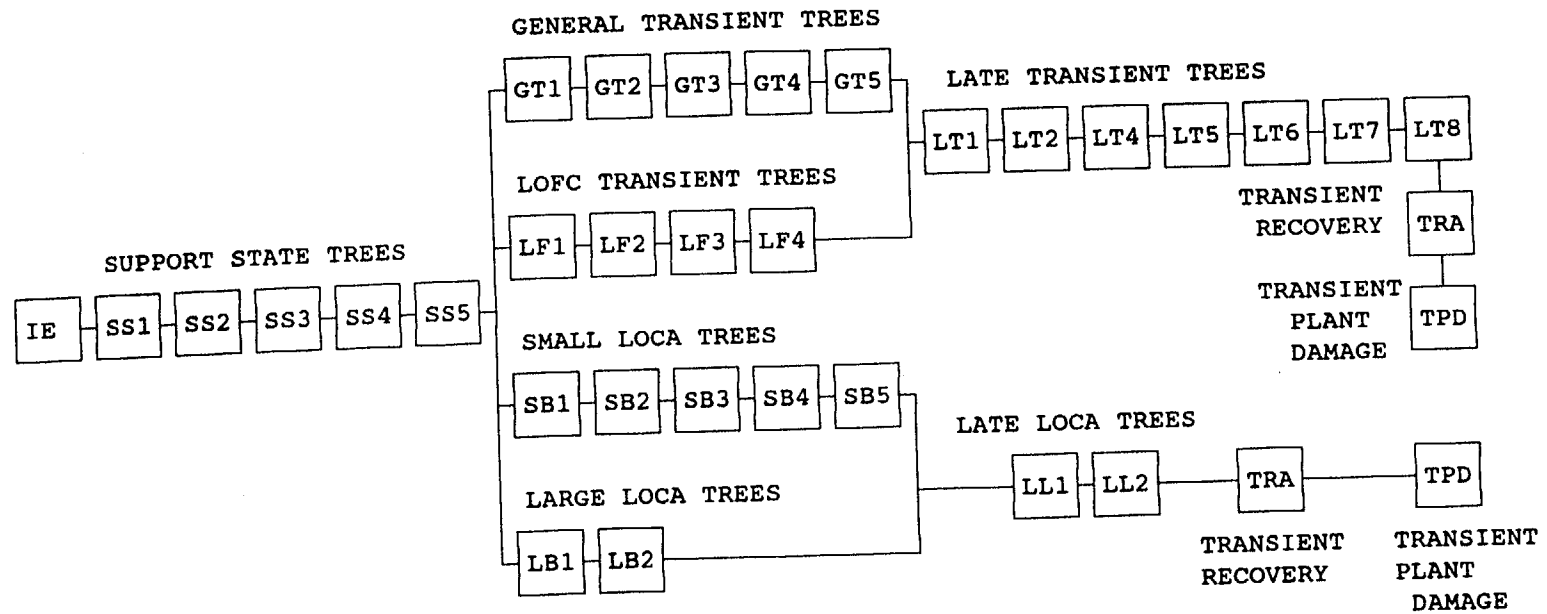 GENERAL TRANSIENT TREES
GT1 GT2 GT3 GT4 GT5
LATE TRANSIENT TREES
LT1 LT2 LT4 LT5 LT6 LT7 LT8
LOFC TRANSIENT TREES
LF1 LF2 LF3 LF4
TRANSIENT
RECOVERY
TRA
SUPPORT STATE TREES
IE SS1 SS2 SS3 SS4 SS5
TRANSIENT
PLANT
DAMAGE
TPD
SMALL LOCA TREES
SB1 SB2 SB3 SB4 SB5
LATE LOCA TREES
LL1 LL2 TRA TPD
LARGE LOCA TREES
LB1 LB2
TRANSIENT
RECOVERY
TRANSIENT
PLANT
DAMAGE